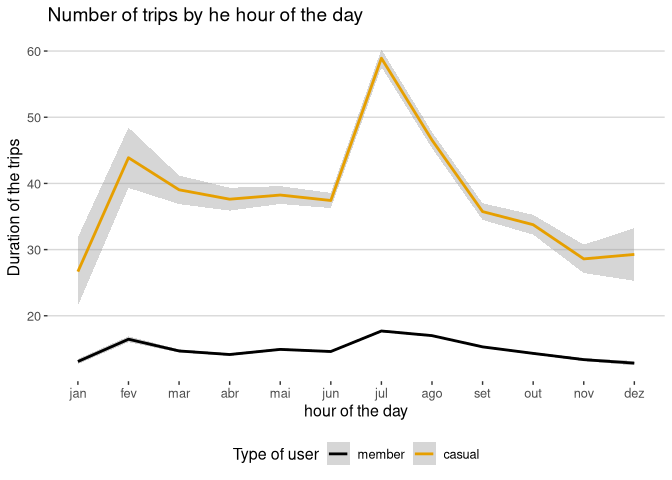 Number of trips by he hour of the day
Duration of the trips
60
50
40
30
20
jan fev mar abr mai jun jul ago set out nov dez
hour of the day
Type of user member casual